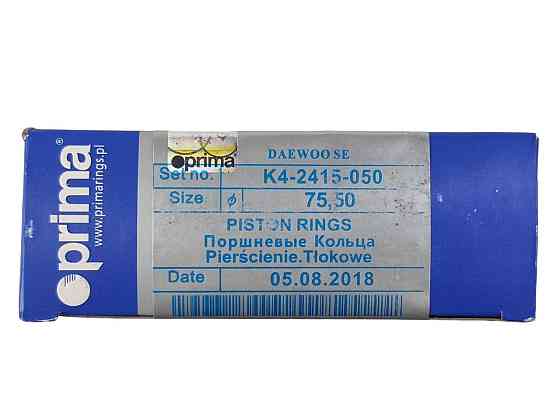 prima®
www.primarings.pl
prima
DAEWOO SE
Set no. K4-2415-050
Size ϕ 75,50
PISTON RINGS
Поршневые Кольца
Pierścienie.Tłokowe
Date 05.08.2018